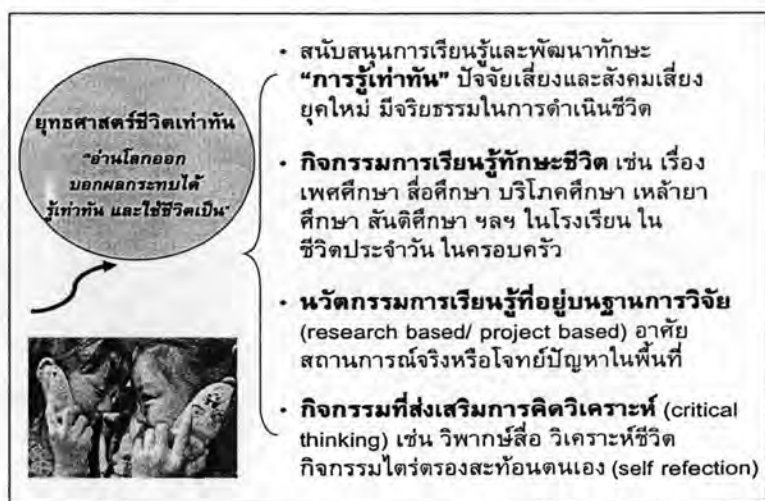 ยุทธศาสตร์ชีวิตเท่าทัน
"อ่านโลกออก
บอกผลกระทบได้
รู้เท่าทัน และใช้ชีวิตเป็น"
• สนับสนุนการเรียนรู้และพัฒนาทักษะ
"การรู้เท่าทัน" ปัจจัยเสี่ยงและสังคมเสี่ยง
ยุคใหม่ มีจริยธรรมในการดำเนินชีวิต
• กิจกรรมการเรียนรู้ทักษะชีวิต เช่น เรื่อง
เพศศึกษา สื่อศึกษา บริโภคศึกษา เหล้ายา
ศึกษา สันติศึกษา ฯลฯ ในโรงเรียน ใน
ชีวิตประจำวัน ในครอบครัว
• นวัตกรรมการเรียนรู้ที่อยู่บนฐานการวิจัย
(research based/ project based) อาศัย
สถานการณ์จริงหรือโจทย์ปัญหาในพื้นที่
• กิจกรรมที่ส่งเสริมการคิดวิเคราะห์ (critical
thinking) เช่น วิพากษ์สื่อ วิเคราะห์ชีวิต
กิจกรรมไตร่ตรองสะท้อนตนเอง (self refection)